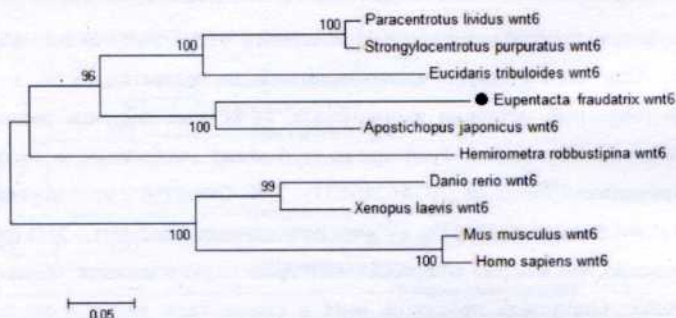 100
Paracentrotus lividus wnt6
100
Strongylocentrotus purpuratus wnt6
Eucidaris tribuloides wnt6
96
Eupentacta fraudatrix wnt6
100
Apostichopus japonicus wnt6
Hemirometra robbustipina wnt6
99
Danio rerio wnt6
Xenopus laevis wnt6
100
Mus musculus wnt6
100
Homo sapiens wnt6
0.05